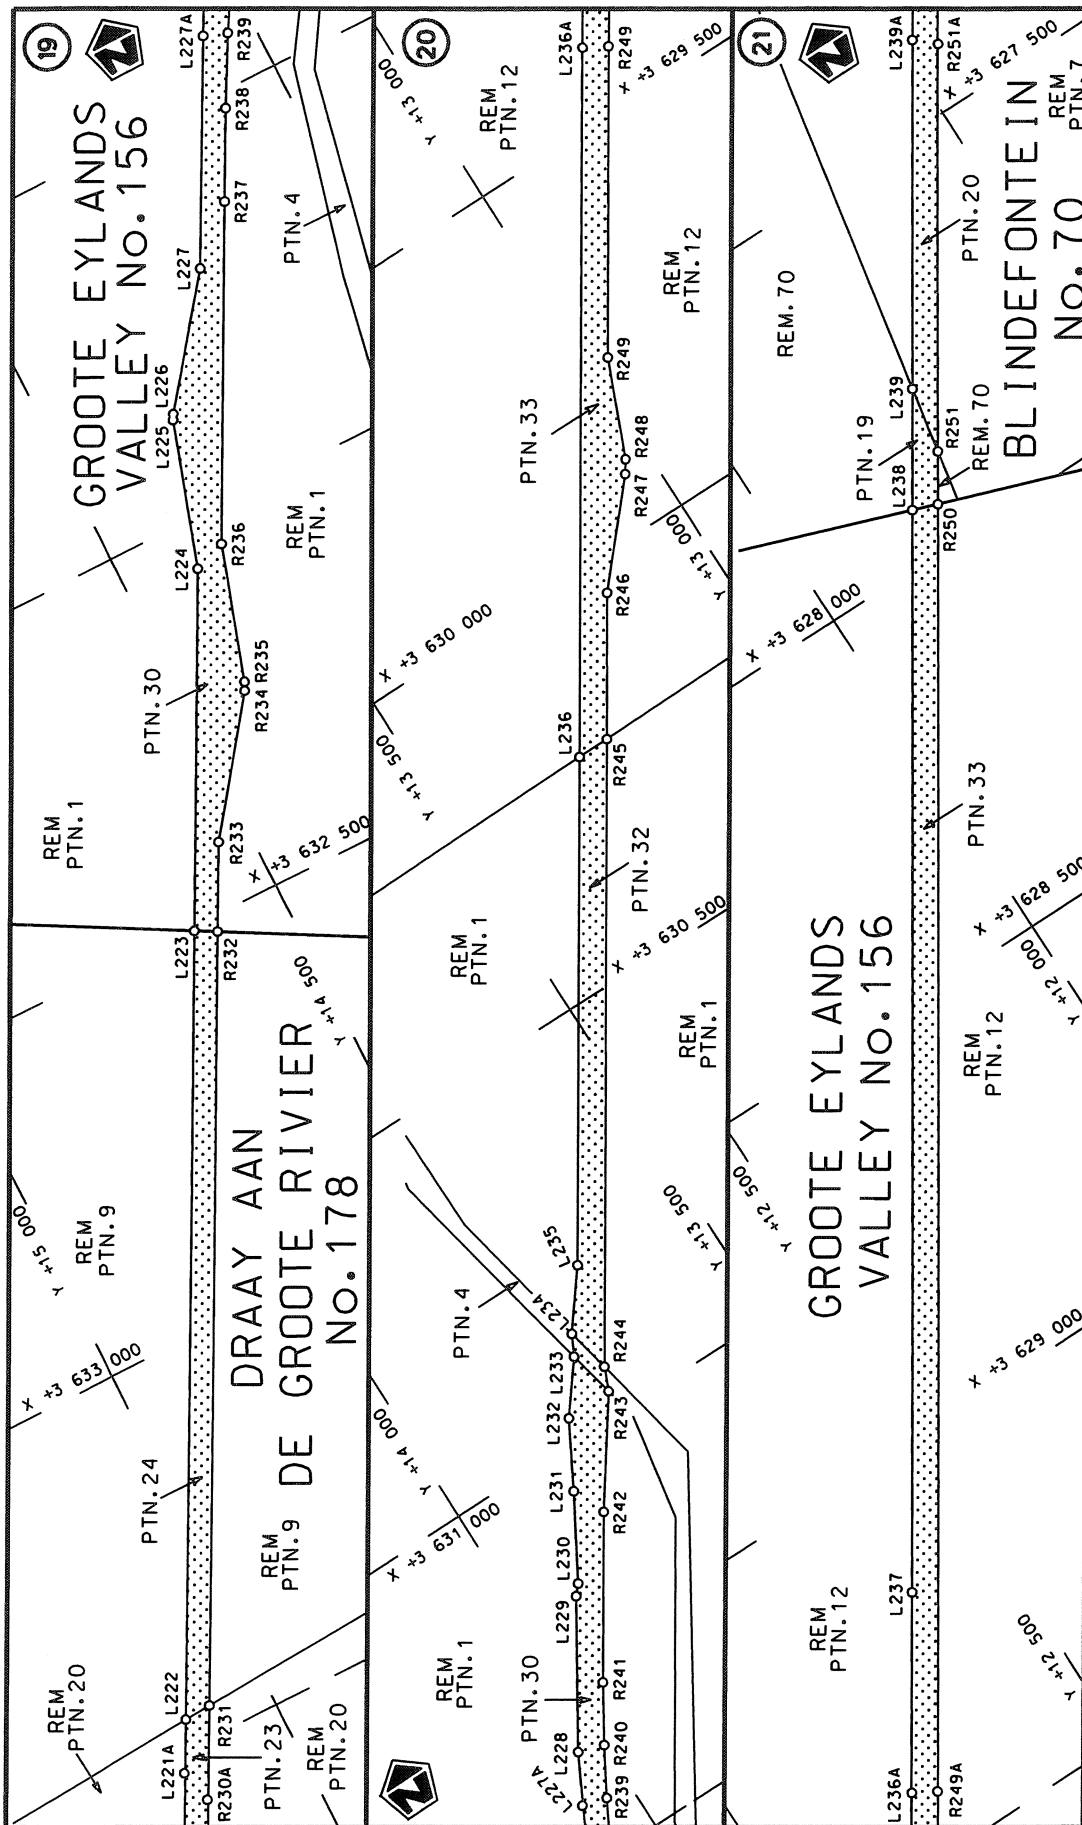 19
GROOTE EYLANDS
VALLEY No. 156
REM
PTN.20
L221A
L222
R230A
R231
PTN.23
REM
PTN.20
PTN.24
REM
PTN.9
Y +15 000
X +3 633 000
REM
PTN.9
DRAAY AAN
DE GROOTE RIVIER
No. 178
Y +14 500
L223
R232
REM
PTN.1
X +3 632 500
R233
PTN.30
R234
R235
L224
R236
REM
PTN.1
L225
L226
L227
R237
PTN.4
R238
L227A
R239
20
L227A
L228
R239
R240
R241
PTN.30
REM
PTN.1
L229
L230
L231
L232
L233
L234
L235
R242
R243
R244
X +3 631 000
Y +14 000
PTN.4
Y +13 500
REM
PTN.1
REM
PTN.1
X +3 630 500
PTN.32
Y +13 500
X +3 630 000
L236
R245
R246
R247
R248
R249
Y +13 000
PTN.33
REM
PTN.12
REM
PTN.12
Y +13 000
L236A
R249
X +3 629 500
21
L236A
R249A
Y +12 500
L237
REM
PTN.12
X +3 629 000
Y +12 500
GROOTE EYLANDS
VALLEY No. 156
REM
PTN.12
Y +12 000
X +3 628 500
PTN.33
X +3 628 000
L238
R250
PTN.19
L239
R251
REM.70
REM.70
BLINDEFONTEIN
No. 70
PTN.20
L239A
R251A
X +3 627 500
REM
PTN.7